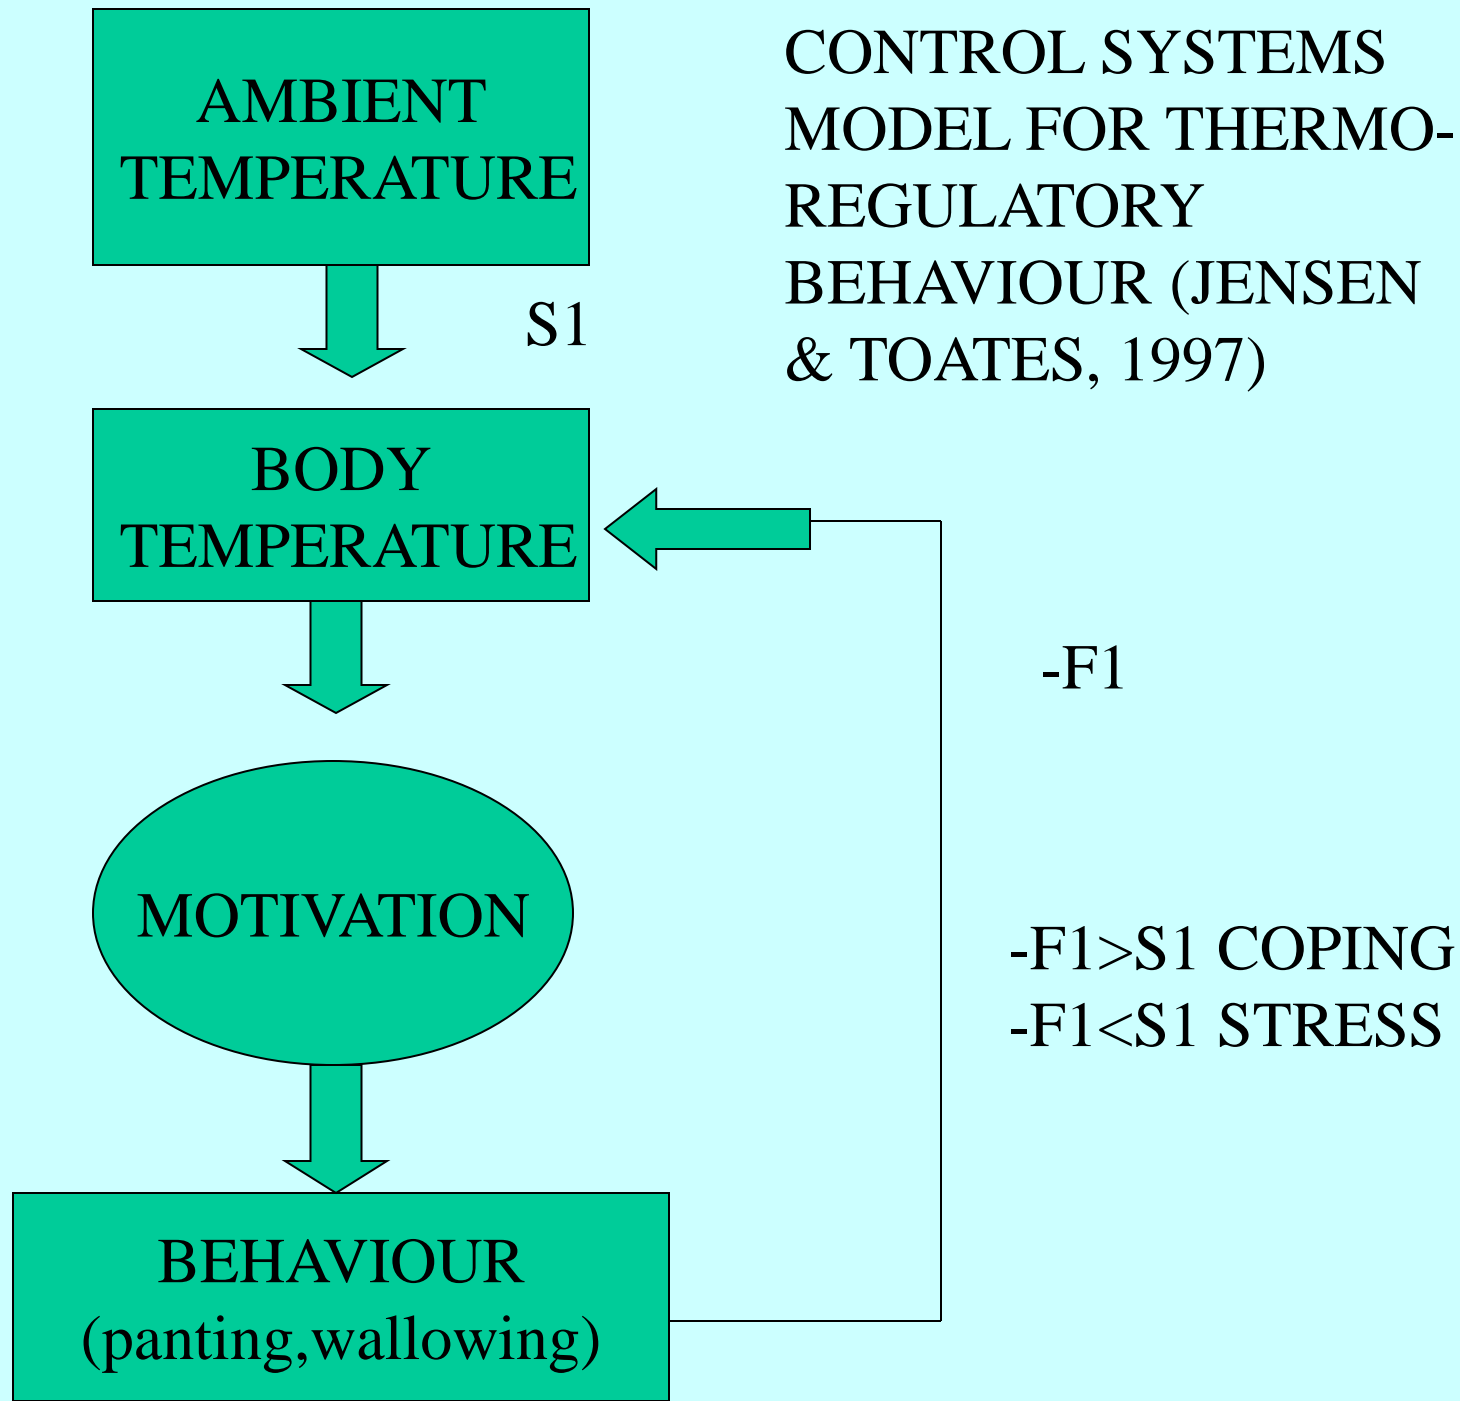 AMBIENT
TEMPERATURE
CONTROL SYSTEMS
MODEL FOR THERMO-
REGULATORY
BEHAVIOUR (JENSEN
& TOATES, 1997)
S1
BODY
TEMPERATURE
-F1
MOTIVATION
-F1>S1 COPING
-F1<S1 STRESS
BEHAVIOUR
(panting,wallowing)